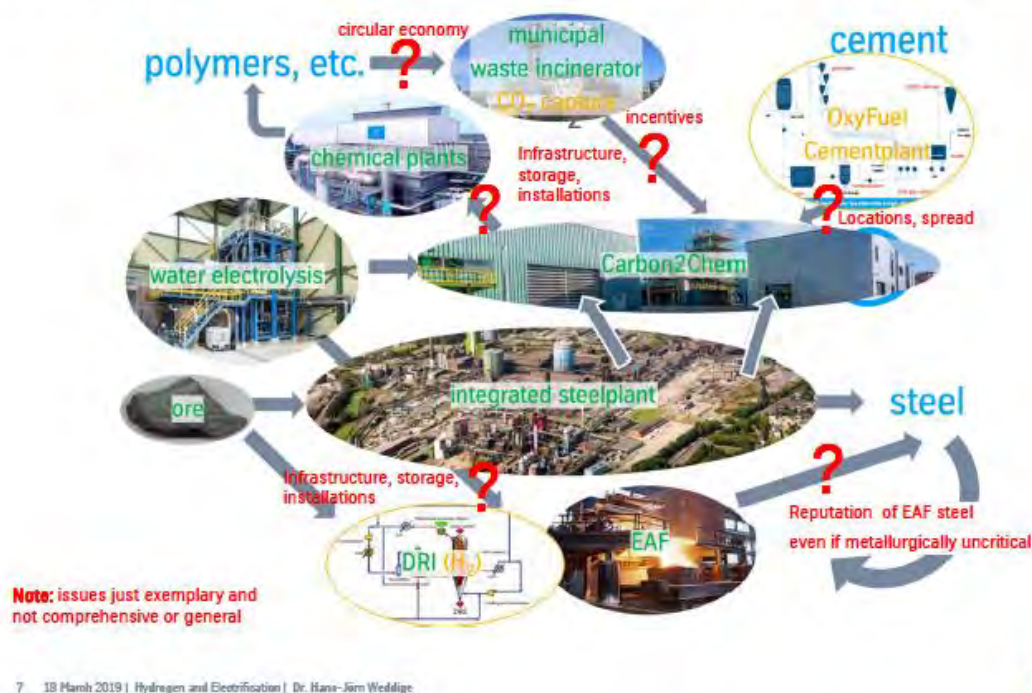 circular economy
?
municipal
waste incinerator
CO₂ capture
cement
polymers, etc.
OxyFuel
Cementplant
incentives
chemical plants
Infrastructure,
storage,
installations
?
?
?
Locations, spread
water electrolysis
Carbon2Chem
integrated steelplant
ore
steel
Infrastructure, storage,
installations
?
?
Reputation of EAF steel
even if metallurgically uncritical
DRI (H₂)
EAF
Note: issues just exemplary and
not comprehensive or general
7 18 March 2019 | Hydrogen and Electrification | Dr. Hans-Jörn Weddige